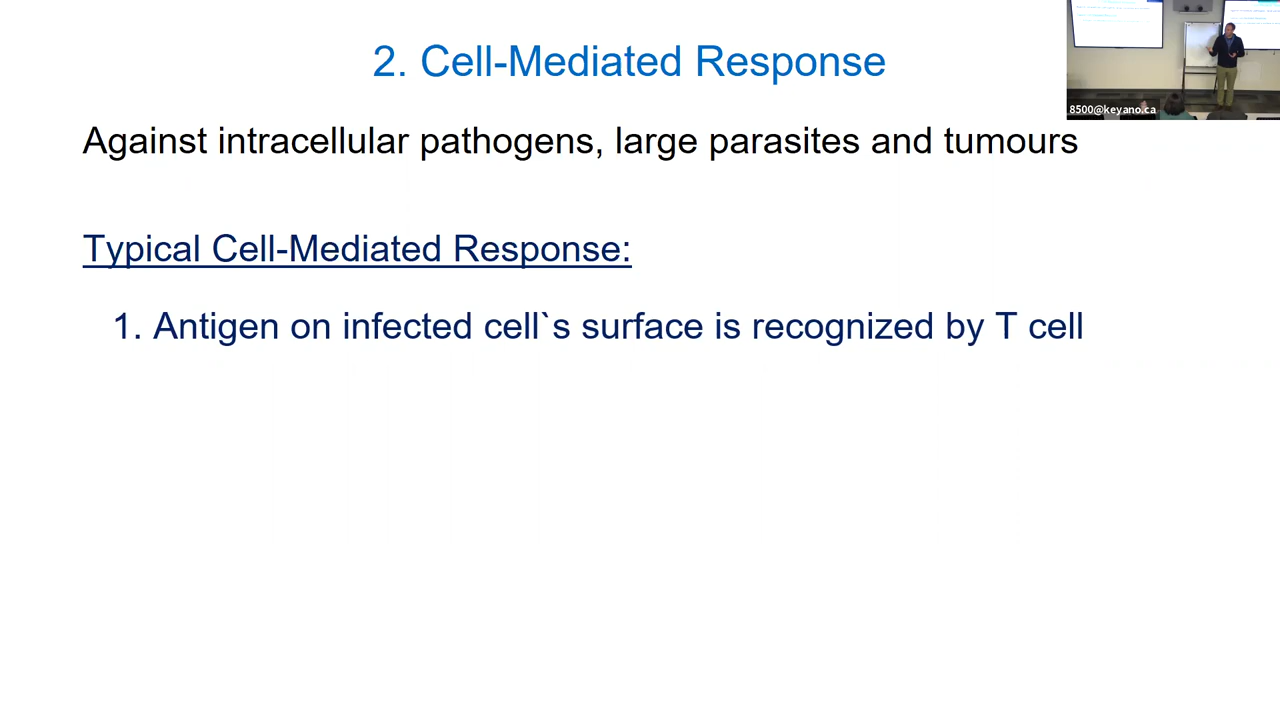 2. Cell-Mediated Response
8500@keyano.ca
Against intracellular pathogens, large parasites and tumours
Typical Cell-Mediated Response:
1. Antigen on infected cell`s surface is recognized by T cell